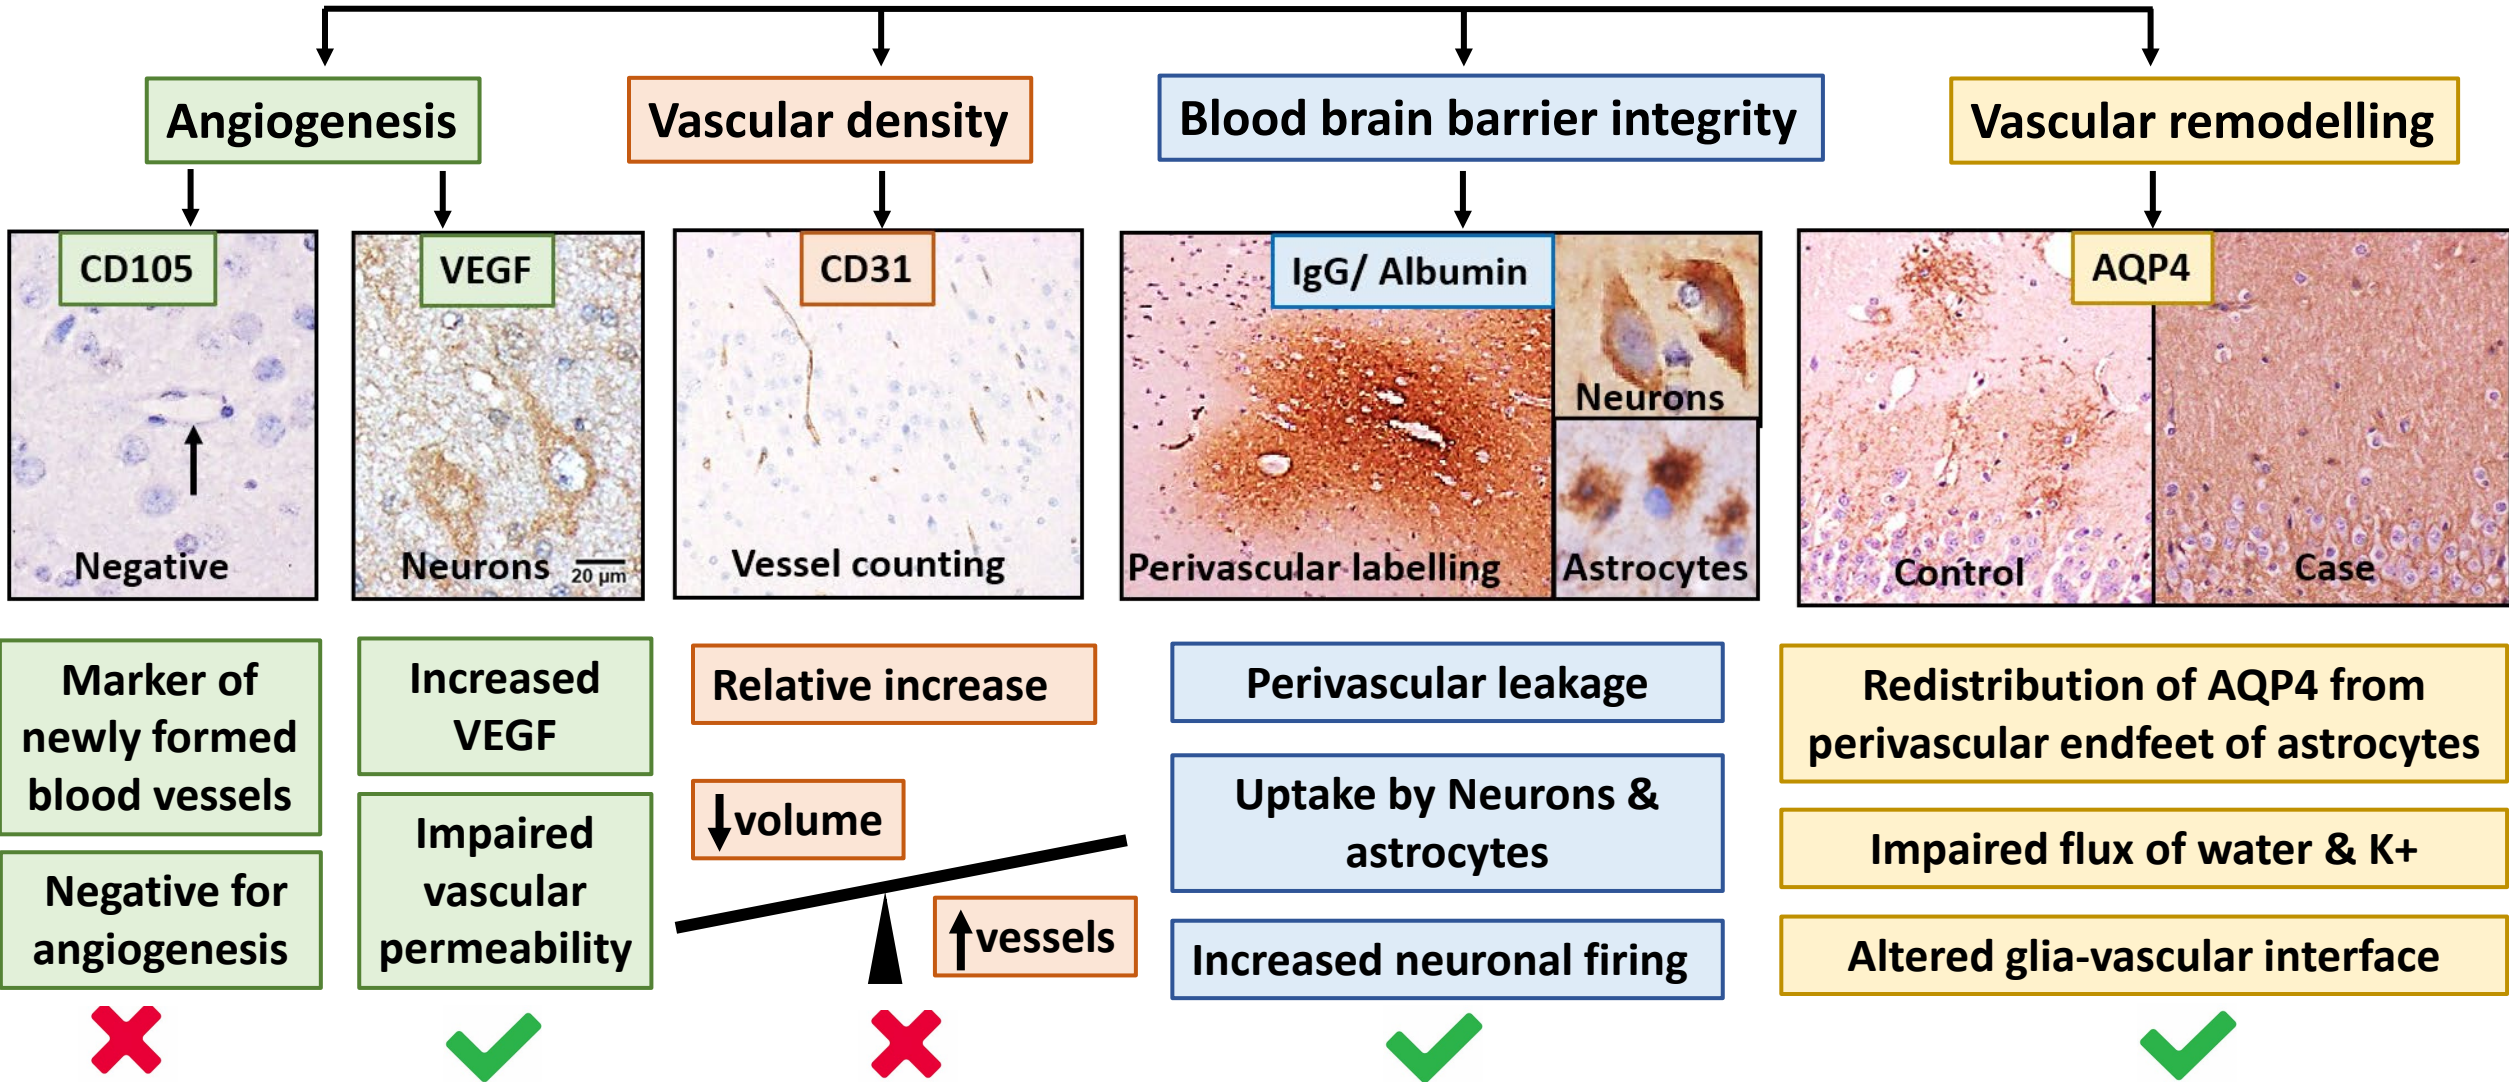 Angiogenesis
Vascular density
Blood brain barrier integrity
Vascular remodelling
CD105
Negative
VEGF
Neurons
20 µm
CD31
Vessel counting
IgG/ Albumin
Perivascular labelling
Neurons
Astrocytes
AQP4
Control
Case
Marker of
newly formed
blood vessels
Negative for
angiogenesis
Increased
VEGF
Impaired
vascular
permeability
Relative increase
↓volume
↑vessels
Perivascular leakage
Uptake by Neurons &
astrocytes
Increased neuronal firing
Redistribution of AQP4 from
perivascular endfeet of astrocytes
Impaired flux of water & K+
Altered glia-vascular interface